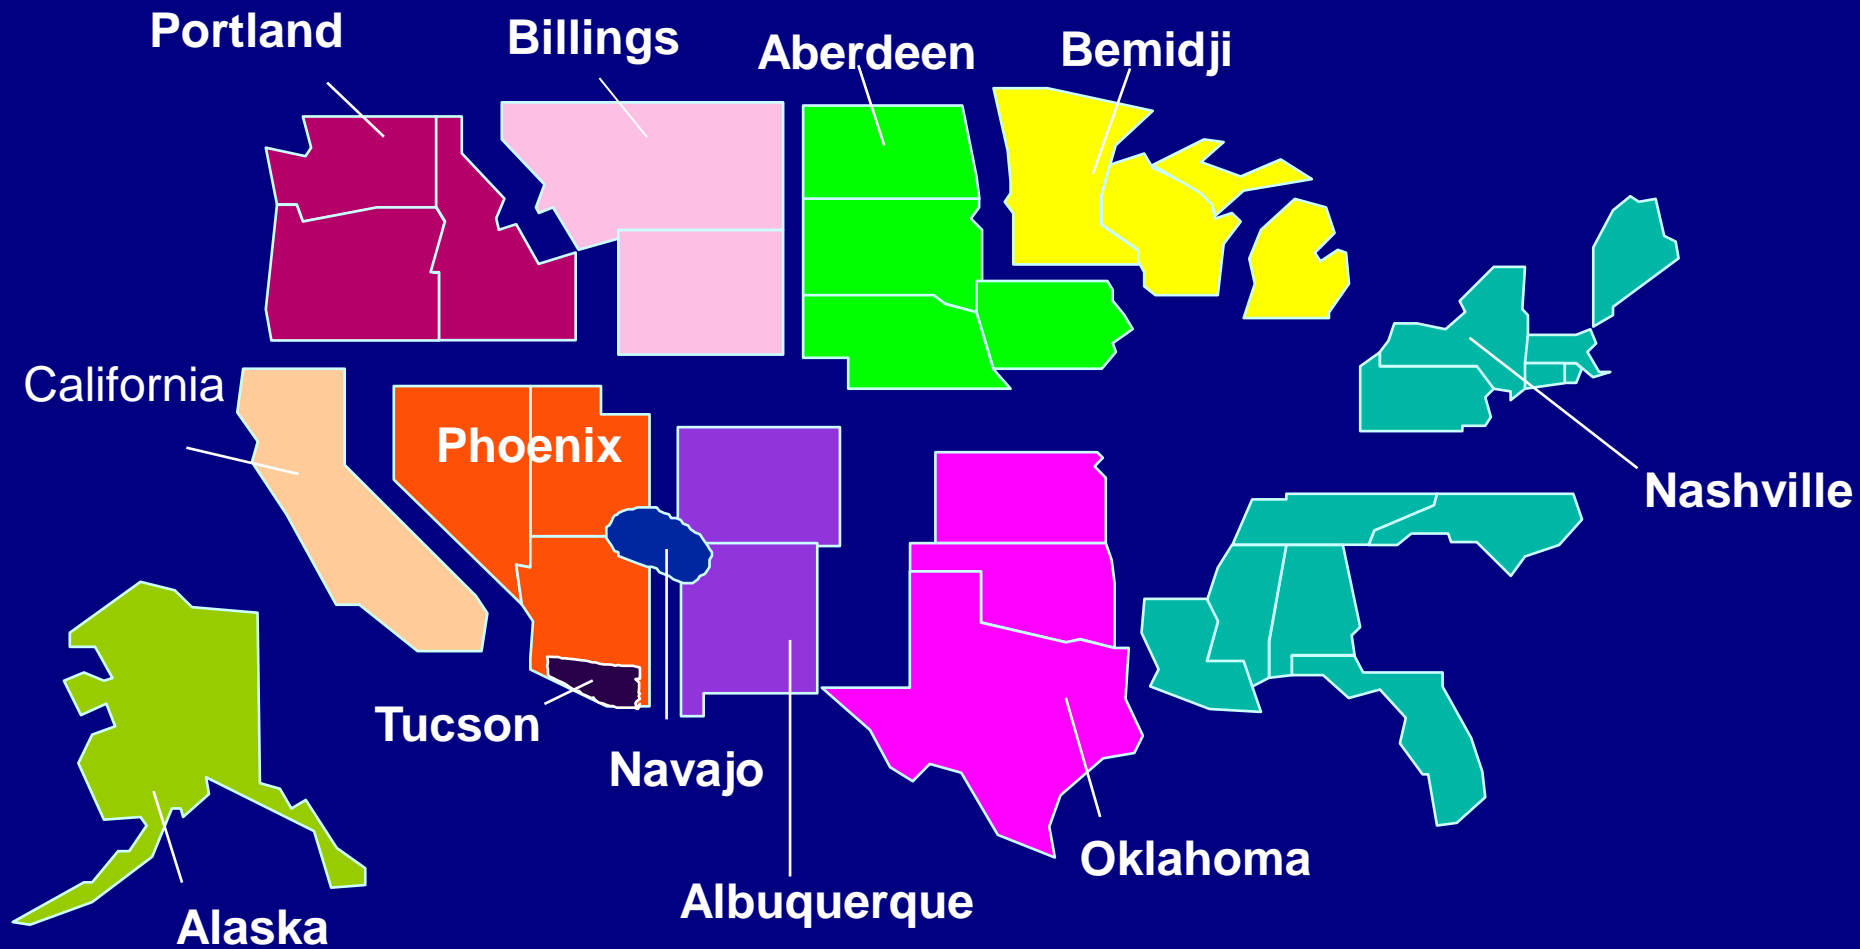 Portland
Billings
Aberdeen
Bemidji
California
Phoenix
Nashville
Tucson
Navajo
Oklahoma
Albuquerque
Alaska